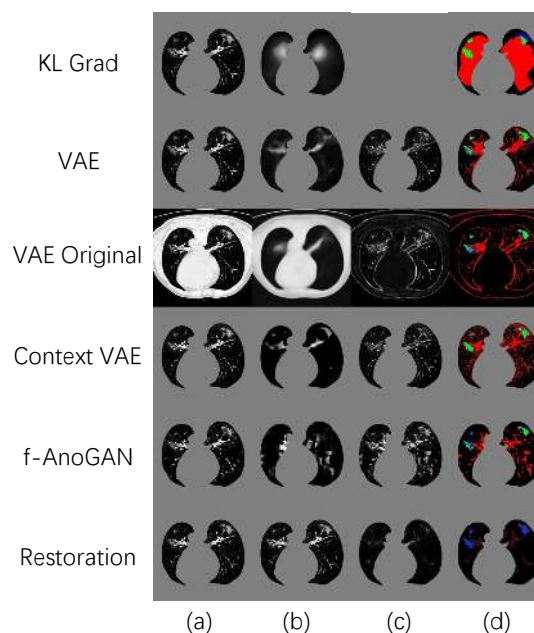 KL Grad
VAE
VAE Original
Context VAE
f-AnoGAN
Restoration
(a) (b) (c) (d)